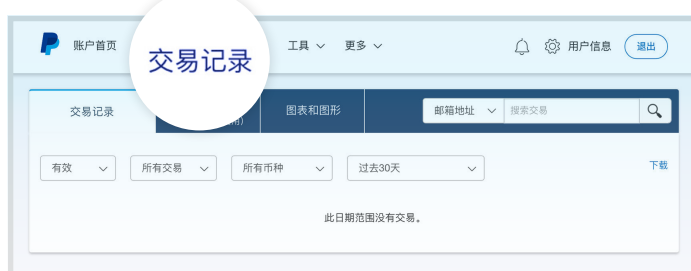 账户首页
交易记录
工具
更多
用户信息
退出
交易记录
图表和图形
邮箱地址
搜索交易
有效
所有交易
所有币种
过去30天
下载
此日期范围没有交易。